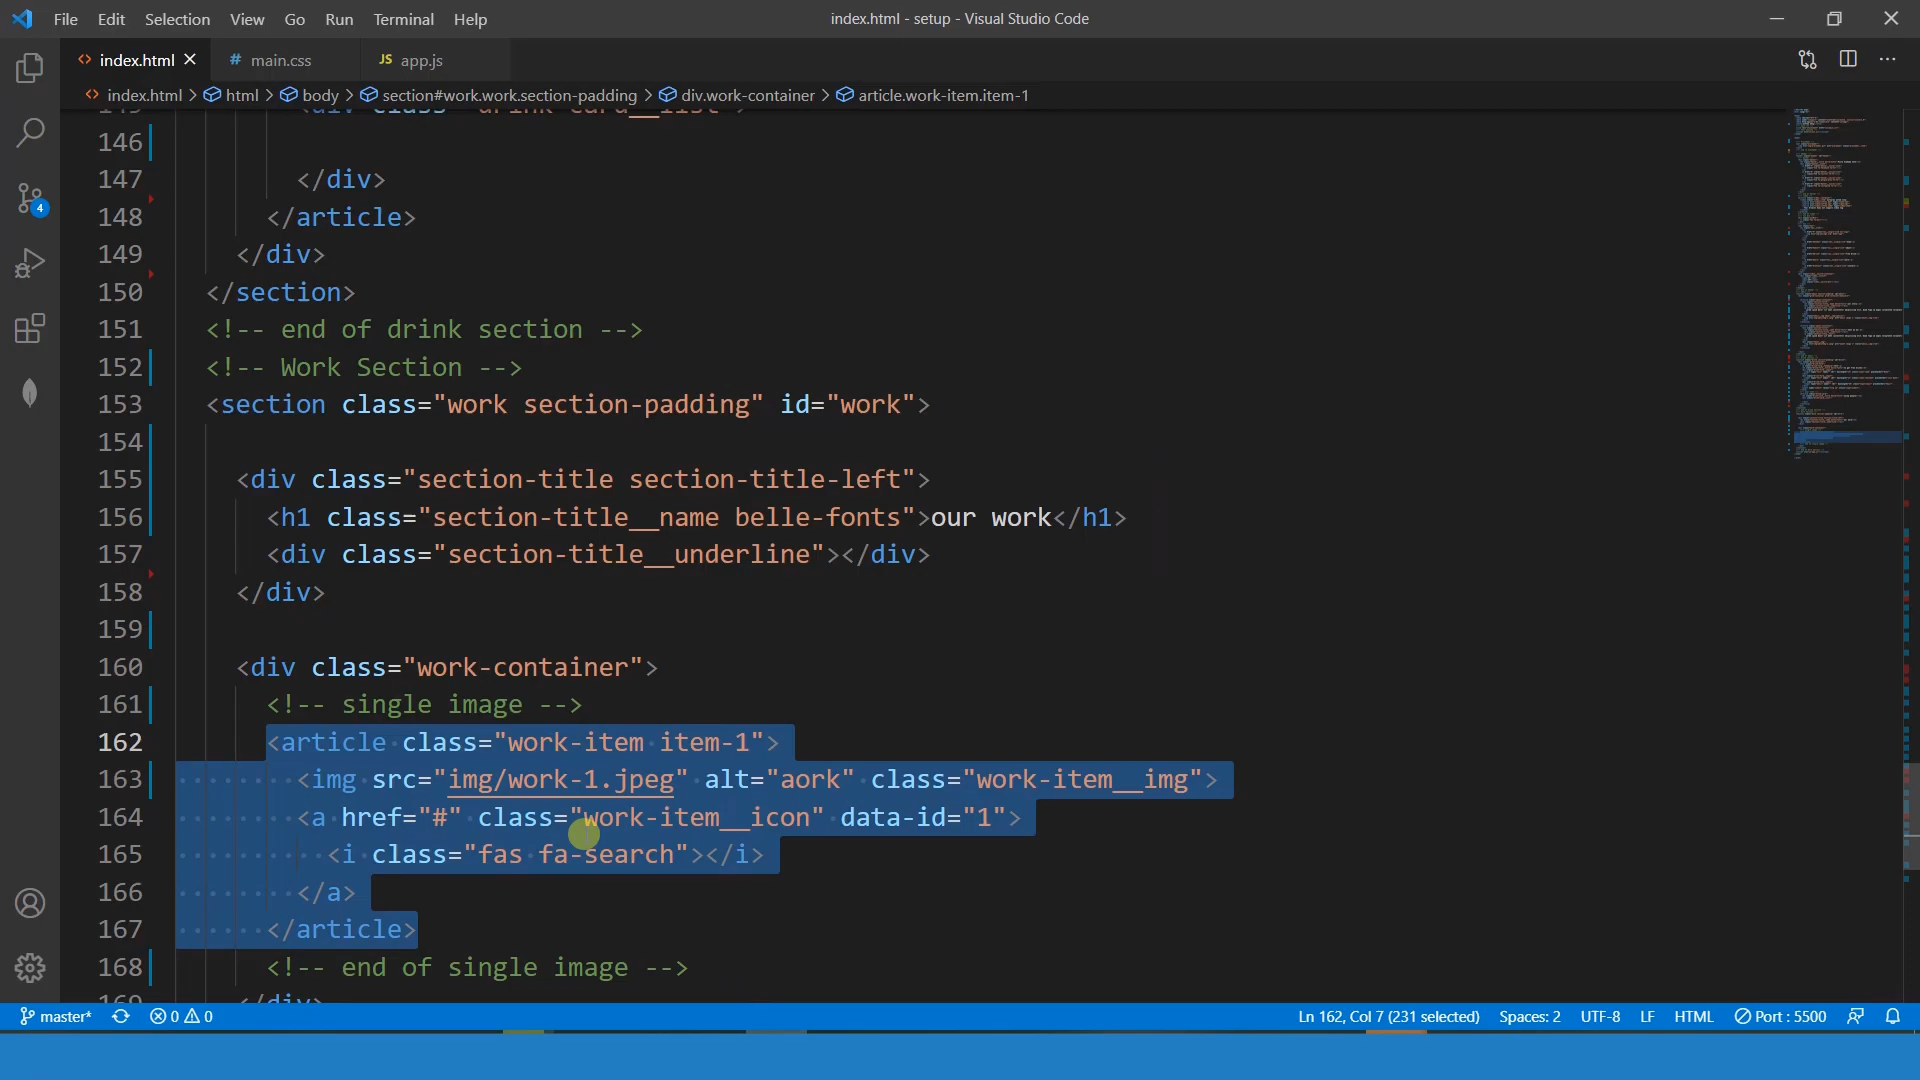 File Edit Selection View Go Run Terminal Help
index.html - setup - Visual Studio Code
index.html
# main.css
JS app.js
index.html > html > body > section#work.work.section-padding > div.work-container > article.work-item.item-1
146
147 </div>
148 </article>
149 </div>
150 </section>
151 <!-- end of drink section -->
152 <!-- Work Section -->
153 <section class="work section-padding" id="work">
154
155 <div class="section-title section-title-left">
156 <h1 class="section-title__name belle-fonts">our work</h1>
157 <div class="section-title__underline"></div>
158 </div>
159
160 <div class="work-container">
161 <!-- single image -->
162 <article class="work-item item-1">
163 <img src="img/work-1.jpeg" alt="aork" class="work-item__img">
164 <a href="#" class="work-item__icon" data-id="1">
165 <i class="fas fa-search"></i>
166 </a>
167 </article>
168 <!-- end of single image -->
4
master* 0 0
Ln 162, Col 7 (231 selected) Spaces: 2 UTF-8 LF HTML Port : 5500